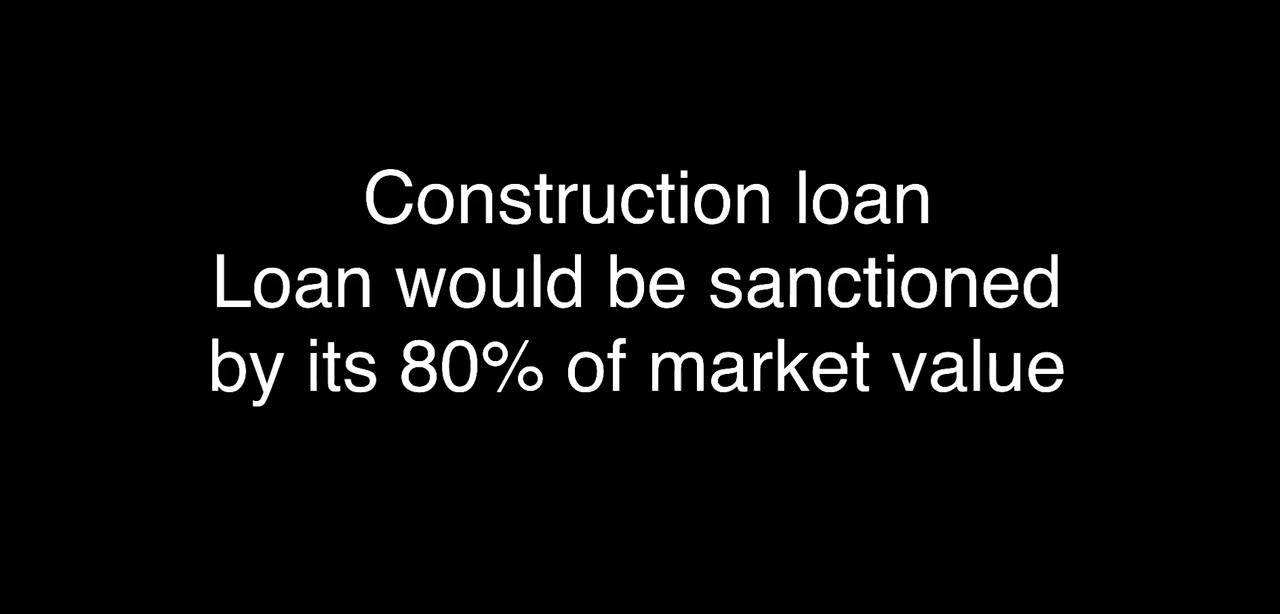 Construction loan
Loan would be sanctioned
by its 80% of market value